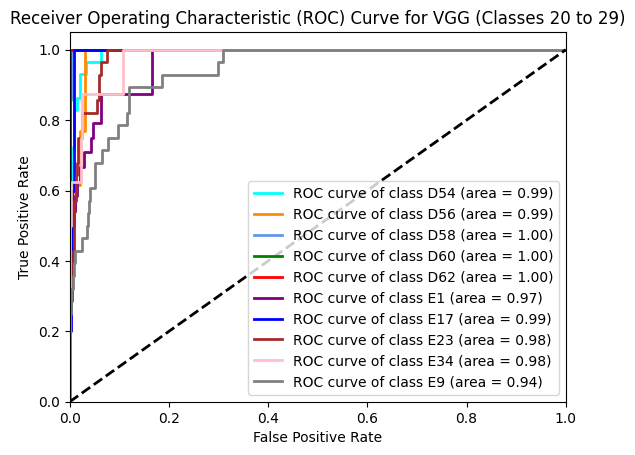 Receiver Operating Characteristic (ROC) Curve for VGG (Classes 20 to 29)
True Positive Rate
1.0
0.8
0.6
0.4
0.2
0.0
ROC curve of class D54 (area = 0.99)
ROC curve of class D56 (area = 0.99)
ROC curve of class D58 (area = 1.00)
ROC curve of class D60 (area = 1.00)
ROC curve of class D62 (area = 1.00)
ROC curve of class E1 (area = 0.97)
ROC curve of class E17 (area = 0.99)
ROC curve of class E23 (area = 0.98)
ROC curve of class E34 (area = 0.98)
ROC curve of class E9 (area = 0.94)
0.0 0.2 0.4 0.6 0.8 1.0
False Positive Rate